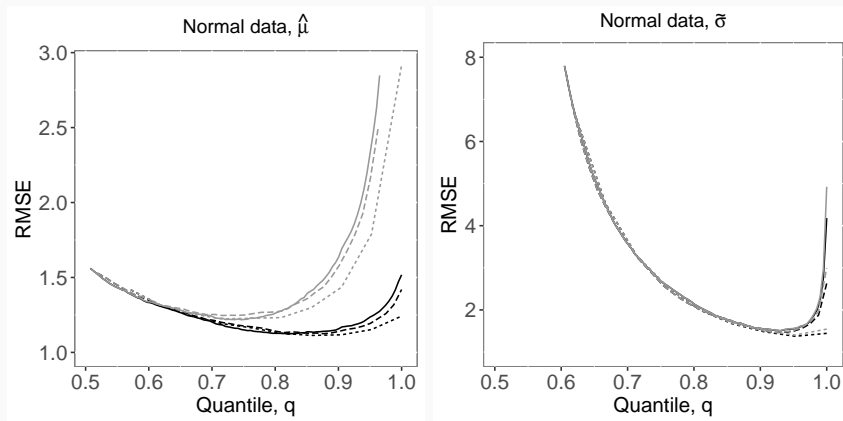 Normal data, μ̂
RMSE
3.0
2.5
2.0
1.5
1.0
0.5 0.6 0.7 0.8 0.9 1.0
Quantile, q
Normal data, σ̃
RMSE
8
6
4
2
0.5 0.6 0.7 0.8 0.9 1.0
Quantile, q